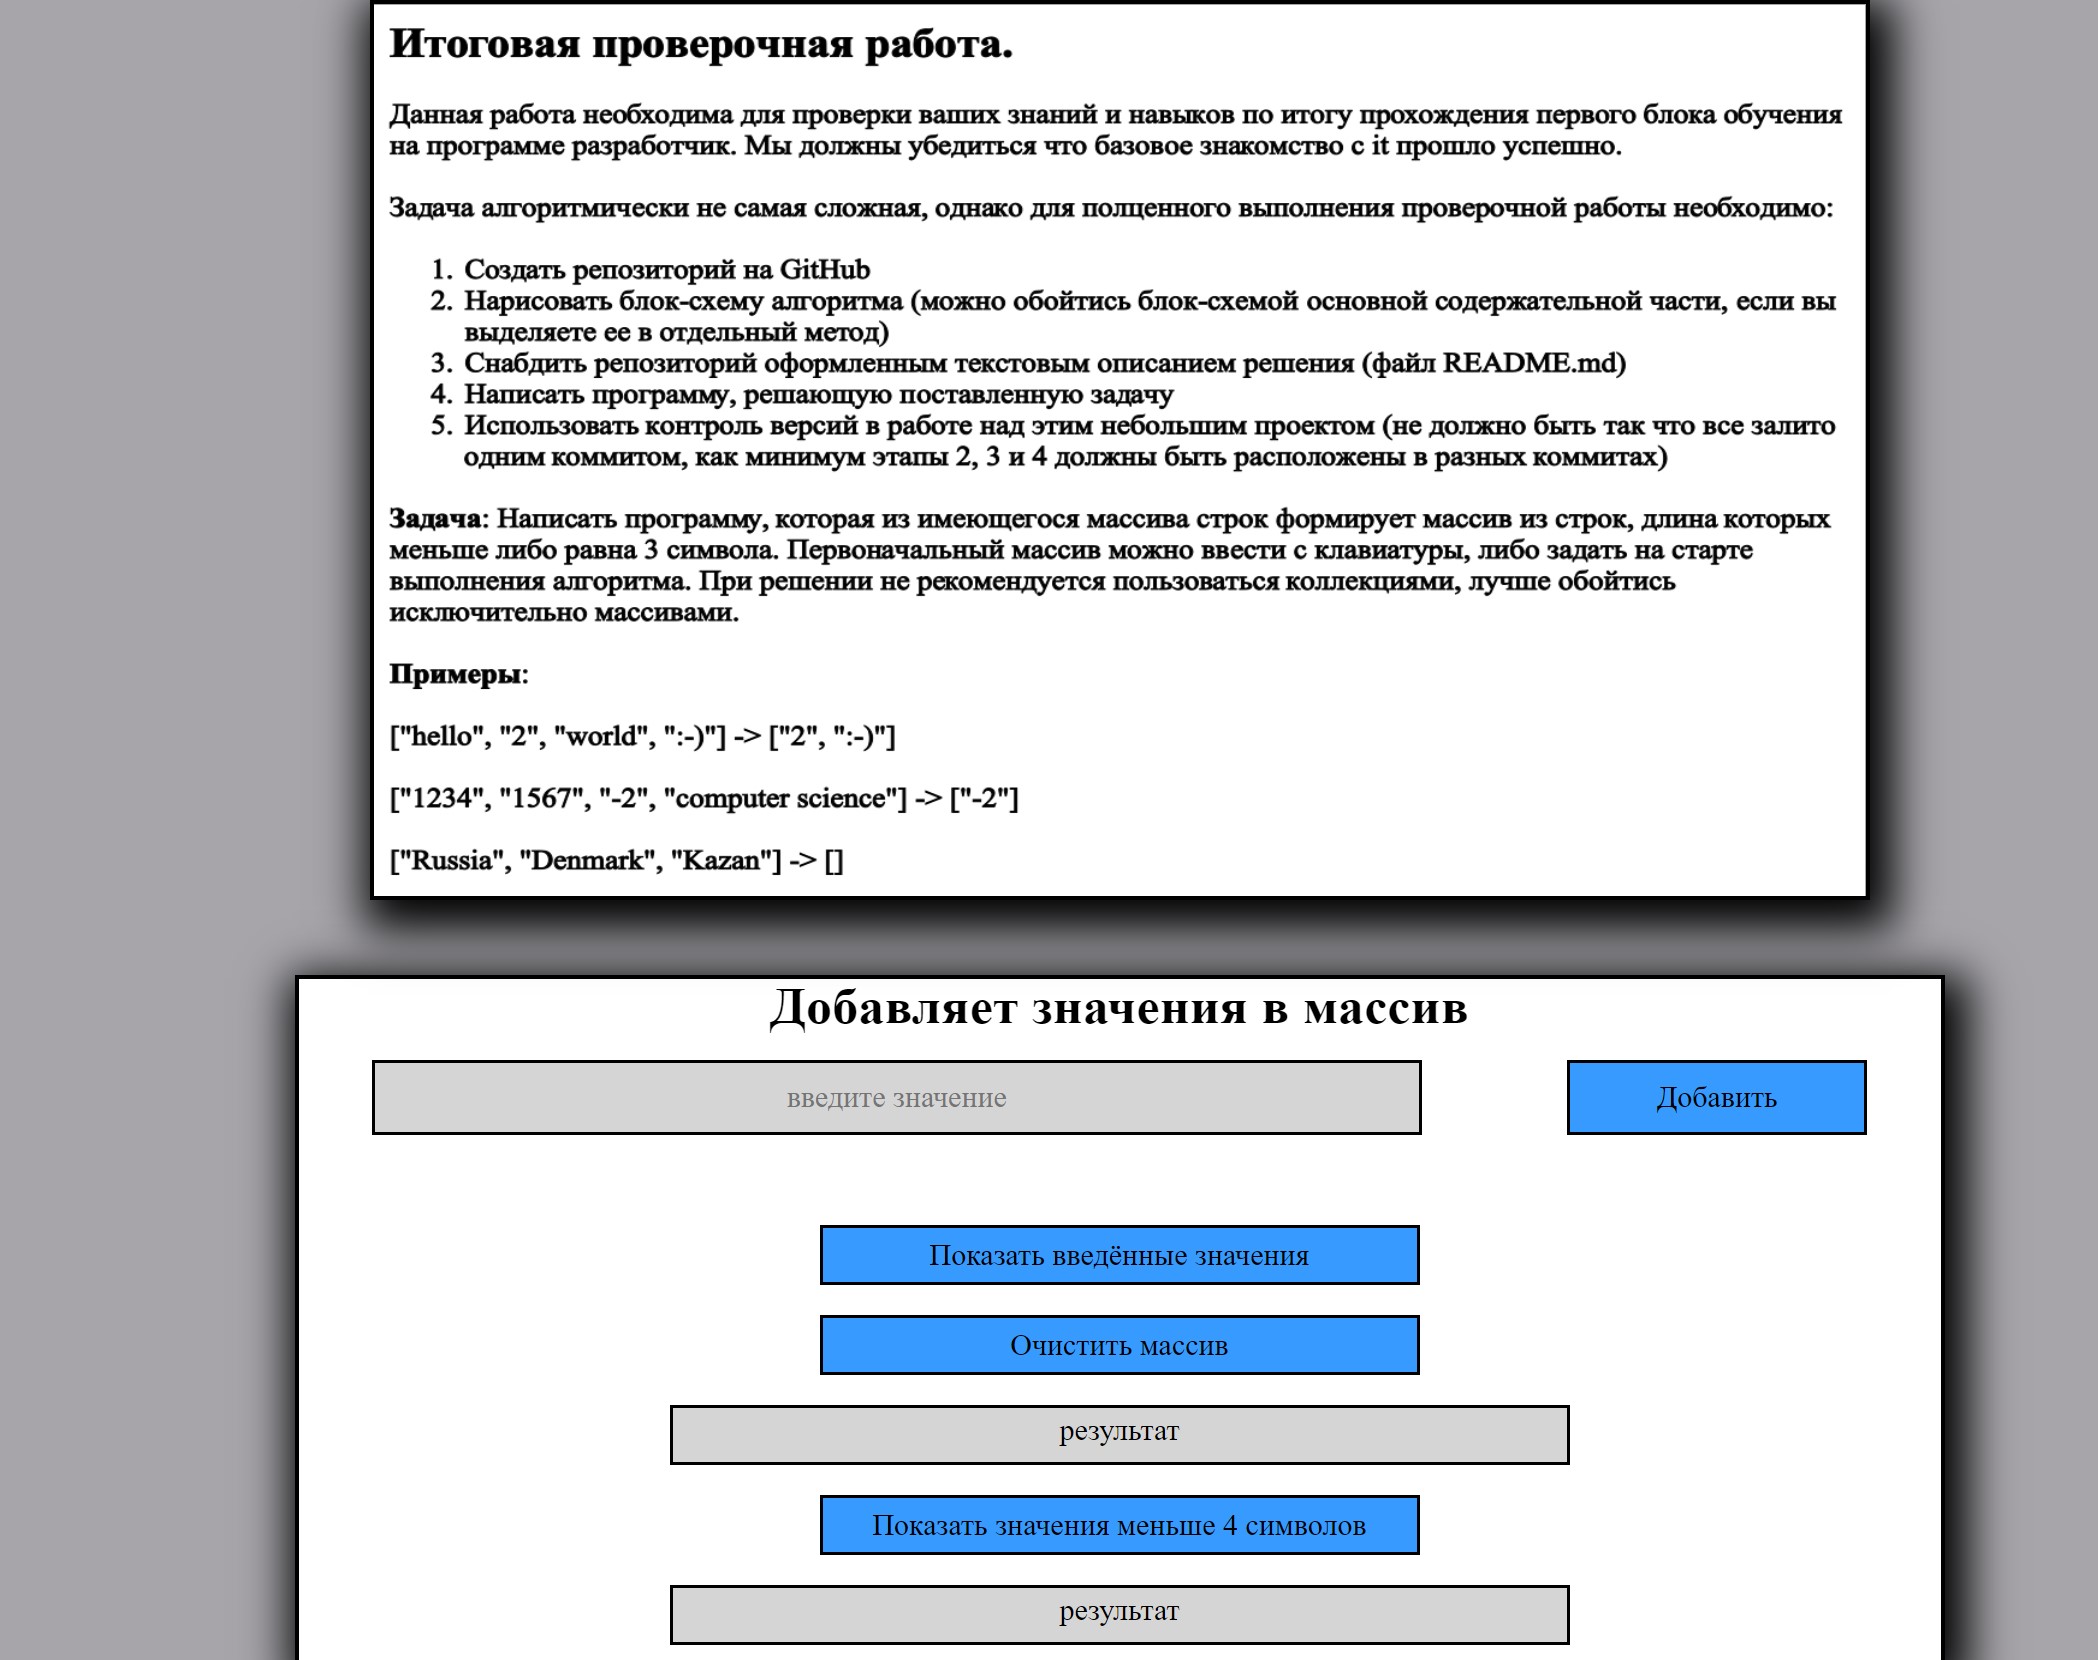 Итоговая проверочная работа.
Данная работа необходима для проверки ваших знаний и навыков по итогу прохождения первого блока обучения
на программе разработчик. Мы должны убедиться что базовое знакомство с it прошло успешно.
Задача алгоритмически не самая сложная, однако для полценного выполнения проверочной работы необходимо:
1. Создать репозиторий на GitHub
2. Нарисовать блок-схему алгоритма (можно обойтись блок-схемой основной содержательной части, если вы
выделяете ее в отдельный метод)
3. Снабдить репозиторий оформленным текстовым описанием решения (файл README.md)
4. Написать программу, решающую поставленную задачу
5. Использовать контроль версий в работе над этим небольшим проектом (не должно быть так что все залито
одним коммитом, как минимум этапы 2, 3 и 4 должны быть расположены в разных коммитах)
Задача: Написать программу, которая из имеющегося массива строк формирует массив из строк, длина которых
меньше либо равна 3 символа. Первоначальный массив можно ввести с клавиатуры, либо задать на старте
выполнения алгоритма. При решении не рекомендуется пользоваться коллекциями, лучше обойтись
исключительно массивами.
Примеры:
["hello", "2", "world", ":-)"] -> ["2", ":-)"]
["1234", "1567", "-2", "computer science"] -> ["-2"]
["Russia", "Denmark", "Kazan"] -> []
Добавляет значения в массив
введите значение
Добавить
Показать введённые значения
Очистить массив
результат
Показать значения меньше 4 символов
результат